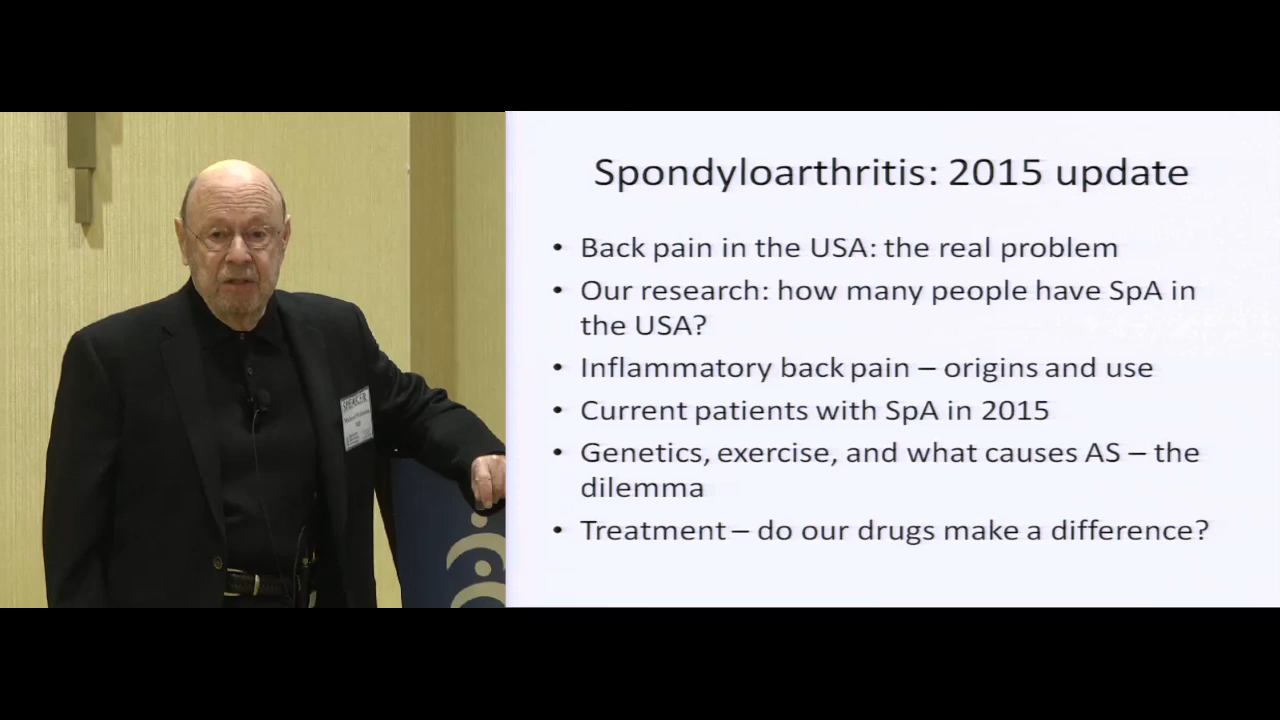 Spondyloarthritis: 2015 update
• Back pain in the USA: the real problem
• Our research: how many people have SpA in
the USA?
• Inflammatory back pain – origins and use
• Current patients with SpA in 2015
• Genetics, exercise, and what causes AS – the
dilemma
• Treatment – do our drugs make a difference?